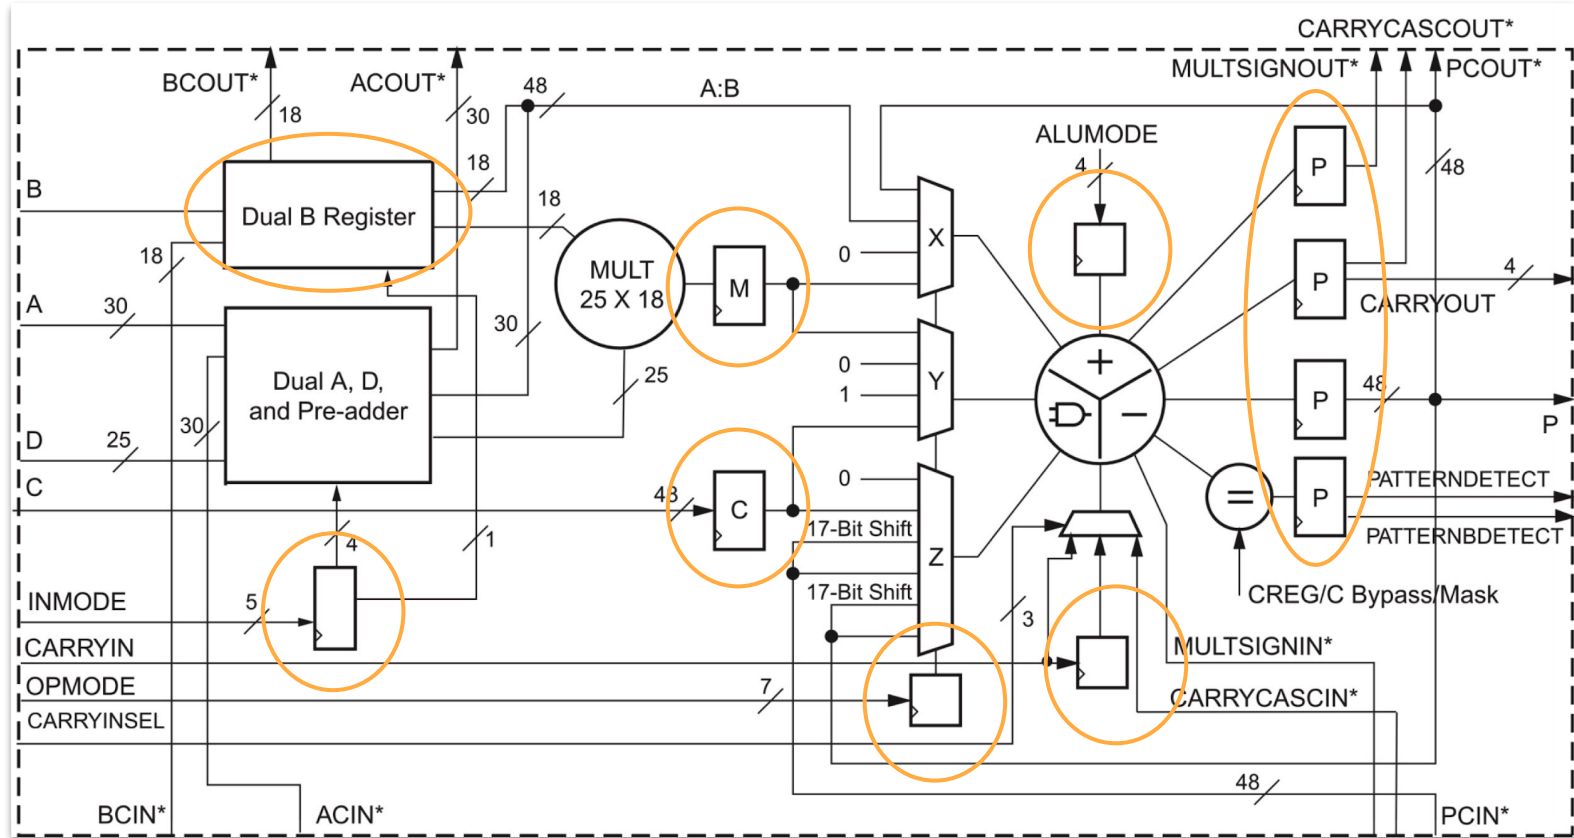 CARRYCASCOUT*
BCOUT*
ACOUT*
48
A:B
MULTSIGNOUT*
PCOUT*
18
30
ALUMODE
4
48
B
18
18
P
Dual B Register
18
X
0
MULT
25 X 18
M
P
4
CARRYOUT
A
30
30
0
Y
1
+
−
25
Dual A, D,
and Pre-adder
48
P
P
D
25
30
C
48
C
0
17-Bit Shift
Z
17-Bit Shift
=
P
PATTERNDETECT
PATTERNBDETECT
4
1
INMODE
5
3
CREG/C Bypass/Mask
CARRYIN
MULTSIGNIN*
OPMODE
7
CARRYCASCIN*
CARRYINSEL
48
BCIN*
ACIN*
PCIN*